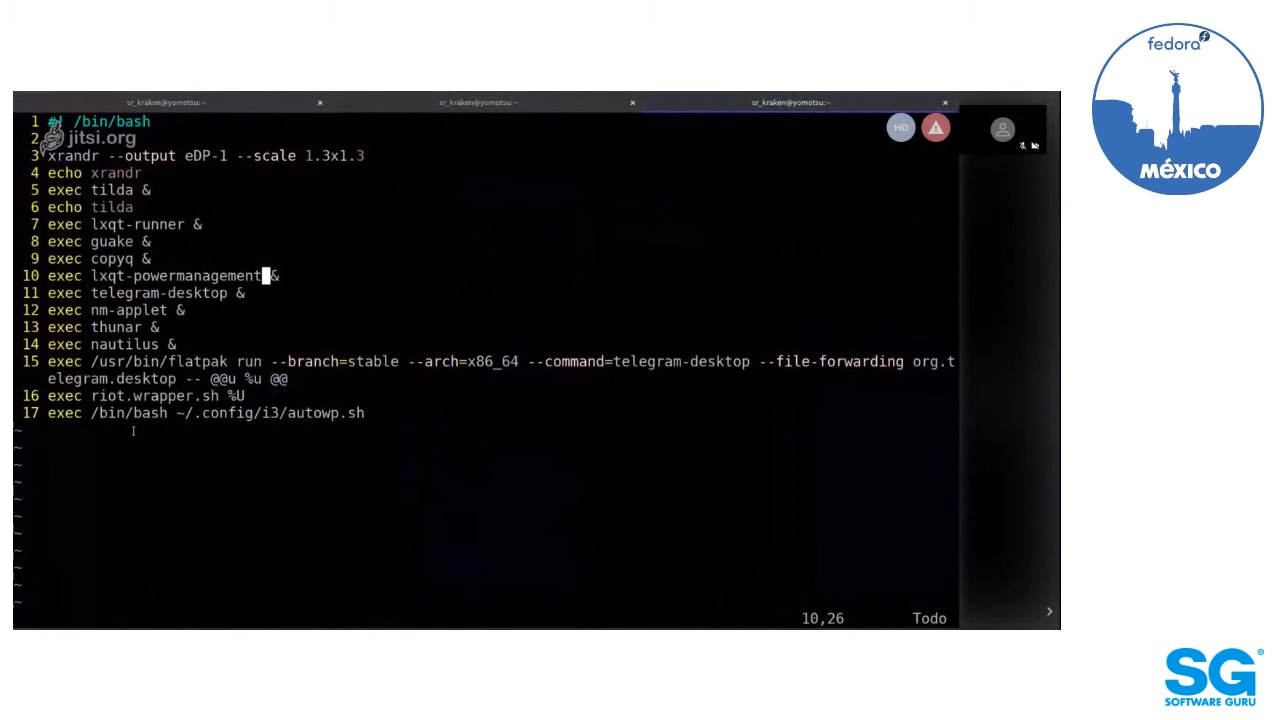 fedora
MéXICO
sr_kraken@yomotsu:~ × sr_kraken@yomotsu:~ × sr_kraken@yomotsu:~ ×
HD
jitsi.org
1 #! /bin/bash
2
3 xrandr --output eDP-1 --scale 1.3x1.3
4 echo xrandr
5 exec tilda &
6 echo tilda
7 exec lxqt-runner &
8 exec guake &
9 exec copyq &
10 exec lxqt-powermanagement &
11 exec telegram-desktop &
12 exec nm-applet &
13 exec thunar &
14 exec nautilus &
15 exec /usr/bin/flatpak run --branch=stable --arch=x86_64 --command=telegram-desktop --file-forwarding org.t
elegram.desktop -- @@u %u @@
16 exec riot.wrapper.sh %U
17 exec /bin/bash ~/.config/i3/autowp.sh
~
~
~
~
~
~
~
~
~
~
~
10,26 Todo
SG®
SOFTWARE GURU